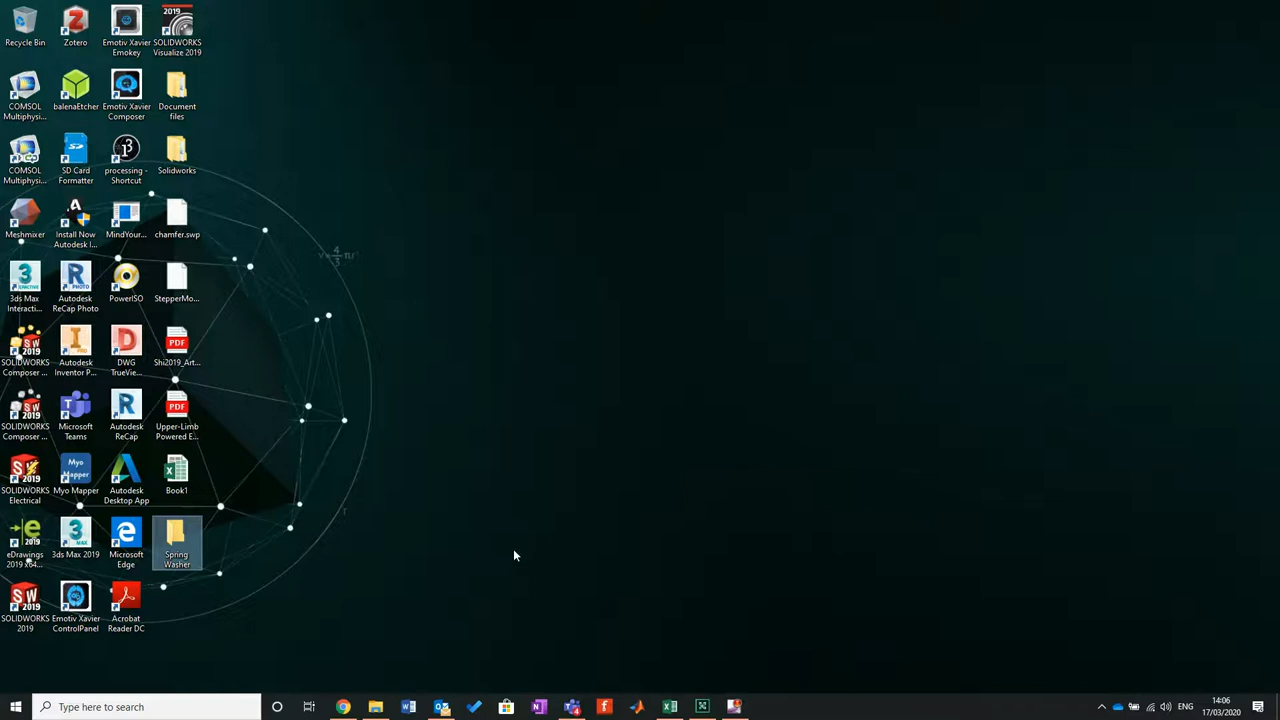 Recycle Bin
Zotero
Emotiv Xavier
Emokey
2019
SOLIDWORKS
Visualize 2019
COMSOL
Multiphysi...
balenaEtcher
Emotiv Xavier
Composer
Document
files
COMSOL
Multiphysi...
SD Card
Formatter
processing -
Shortcut
Solidworks
Meshmixer
Install Now
Autodesk I...
MindYour...
chamfer.swp
3ds Max
Interacti...
Autodesk
ReCap Photo
PowerISO
StepperMo...
SOLIDWORKS
Composer ...
Autodesk
Inventor P...
DWG
TrueVie...
PDF
Shi2019_Art...
SOLIDWORKS
Composer ...
Microsoft
Teams
Autodesk
ReCap
PDF
Upper-Limb
Powered E...
SOLIDWORKS
Electrical
Myo
Mapper
Myo Mapper
Autodesk
Desktop App
Book1
eDrawings
2019 x64...
3ds Max 2019
Microsoft
Edge
Spring
Washer
SOLIDWORKS
2019
Emotiv Xavier
ControlPanel
Acrobat
Reader DC
Type here to search
ENG
14:06
17/03/2020